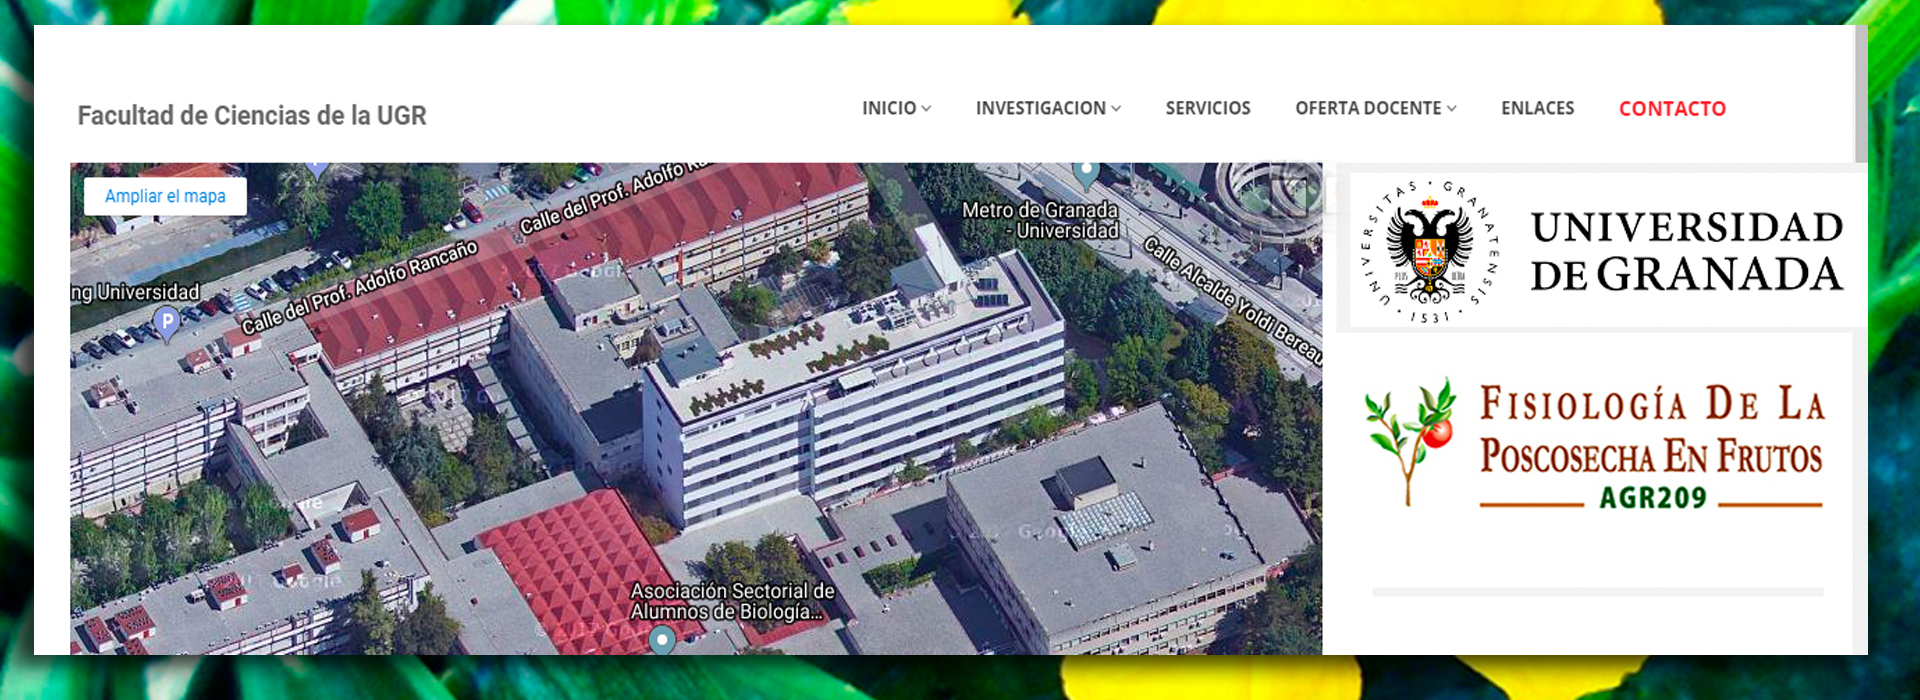 Facultad de Ciencias de la UGR
INICIO
INVESTIGACION
SERVICIOS
OFERTA DOCENTE
ENLACES
CONTACTO
Ampliar el mapa
Calle del Prof. Adolfo
Calle del Prof. Adolfo Rancaño
ng Universidad
P
Metro de Granada
- Universidad
Calle Alcalde Yoldi Bereau
Asociación Sectorial de
Alumnos de Biología...
UNIVERSITAS · GRANATENSIS · 1531 ·
PLUS
UNIVERSIDAD
DE GRANADA
FISIOLOGÍA DE LA
POSCOSECHA EN FRUTOS
AGR209